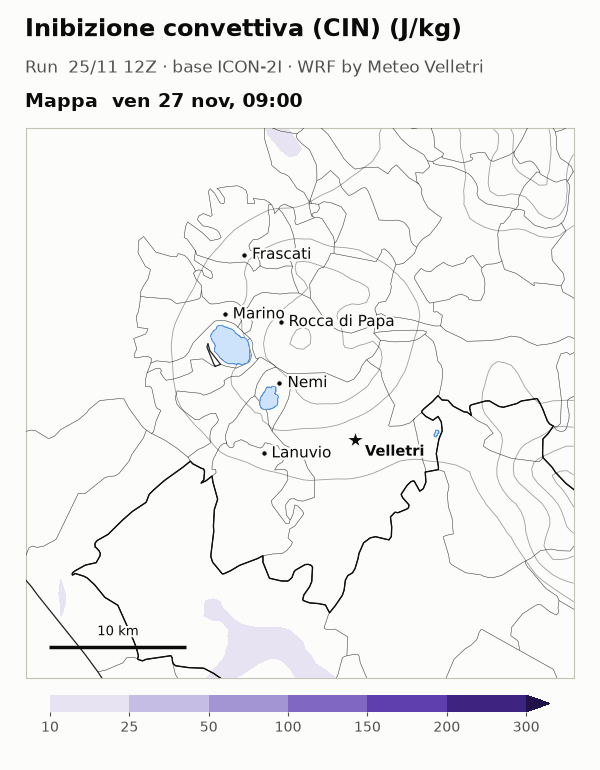 Inibizione convettiva (CIN) (J/kg)
Run  25/11 12Z · base ICON-2I · WRF by Meteo Velletri
Mappa  ven 27 nov, 09:00
Frascati
Marino
Rocca di Papa
Nemi
Velletri
Lanuvio
10 km
10 25 50 100 150 200 300